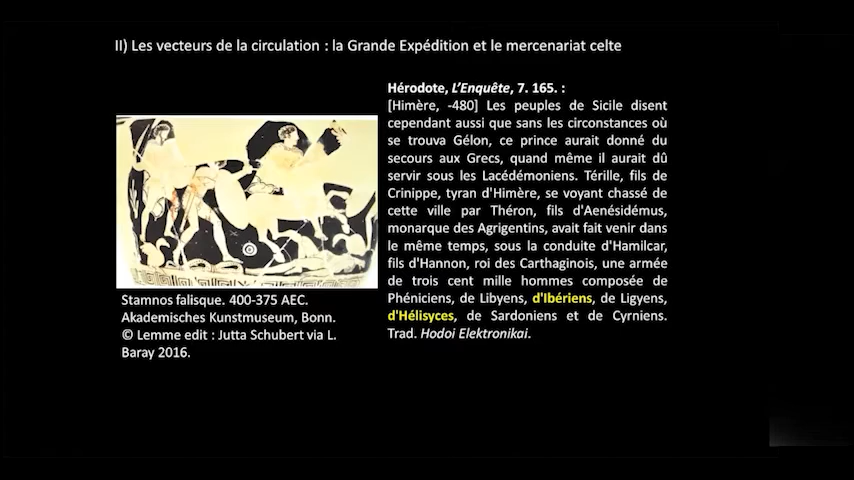 II) Les vecteurs de la circulation : la Grande Expédition et le mercenariat celte
Hérodote, L’Enquête, 7. 165. :
[Himère, -480] Les peuples de Sicile disent
cependant aussi que sans les circonstances où
se trouva Gélon, ce prince aurait donné du
secours aux Grecs, quand même il aurait dû
servir sous les Lacédémoniens. Térille, fils de
Crinippe, tyran d'Himère, se voyant chassé de
cette ville par Théron, fils d'Aenésidémus,
monarque des Agrigentins, avait fait venir dans
le même temps, sous la conduite d'Hamilcar,
fils d'Hannon, roi des Carthaginois, une armée
de trois cent mille hommes composée de
Phéniciens, de Libyens, d'Ibériens, de Ligyens,
d'Hélisyces, de Sardoniens et de Cyrniens.
Trad. Hodoi Elektronikai.
Stamnos falisque. 400-375 AEC.
Akademisches Kunstmuseum, Bonn.
© Lemme edit : Jutta Schubert via L.
Baray 2016.